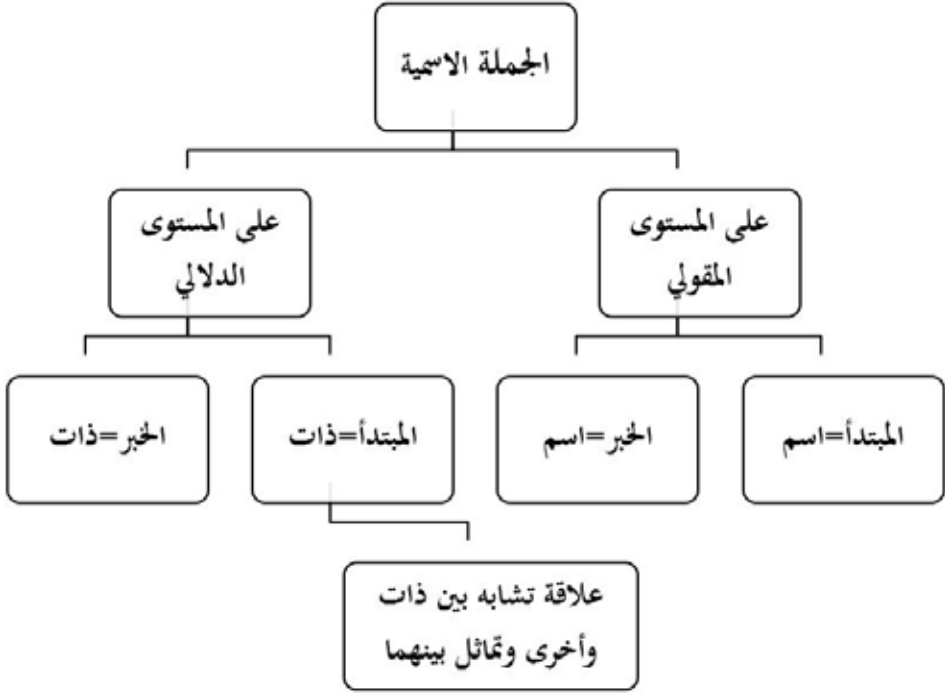 الجملة الاسمية
على المستوى
المقولي
على المستوى
الدلالي
المبتدأ=اسم
الخبر=اسم
المبتدأ=ذات
الخبر=ذات
علاقة تشابه بين ذات
وأخرى وتماثل بينهما